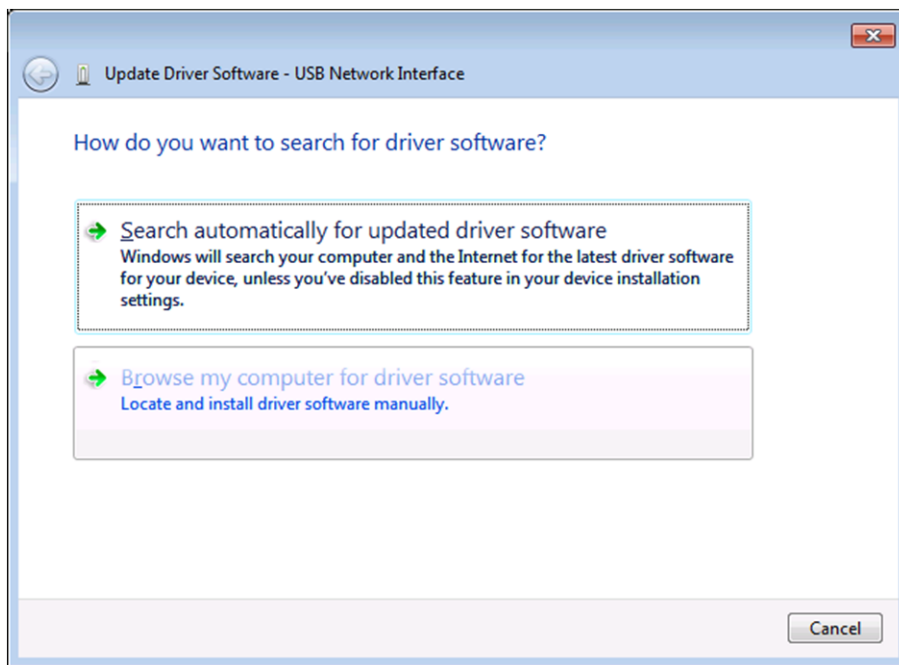 Update Driver Software - USB Network Interface
How do you want to search for driver software?
Search automatically for updated driver software
Windows will search your computer and the Internet for the latest driver software
for your device, unless you've disabled this feature in your device installation
settings.
Browse my computer for driver software
Locate and install driver software manually.
Cancel